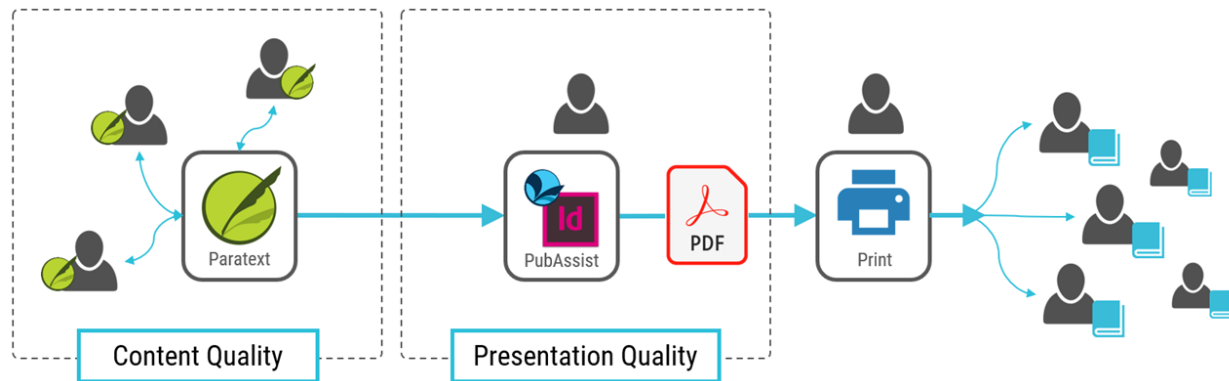 Paratext
Id
PubAssist
PDF
Print
Content Quality
Presentation Quality